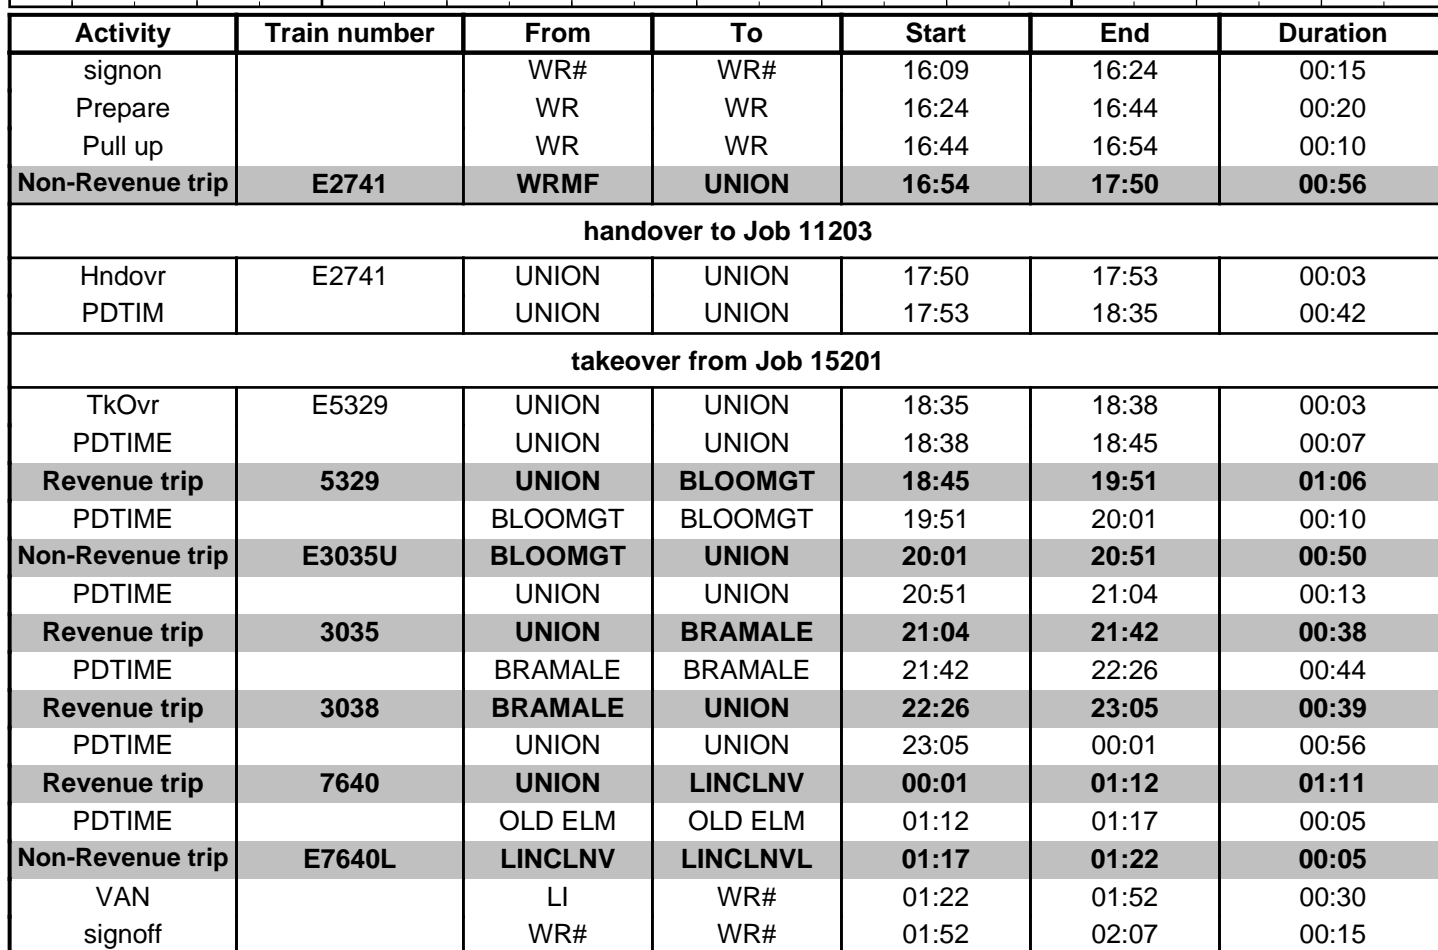 Activity Train number From To Start End Duration
signon WR# WR# 16:09 16:24 00:15
Prepare WR WR 16:24 16:44 00:20
Pull up WR WR 16:44 16:54 00:10
Non-Revenue trip E2741 WRMF UNION 16:54 17:50 00:56
handover to Job 11203
Hndovr E2741 UNION UNION 17:50 17:53 00:03
PDTIM UNION UNION 17:53 18:35 00:42
takeover from Job 15201
TkOvr E5329 UNION UNION 18:35 18:38 00:03
PDTIME UNION UNION 18:38 18:45 00:07
Revenue trip 5329 UNION BLOOMGT 18:45 19:51 01:06
PDTIME BLOOMGT BLOOMGT 19:51 20:01 00:10
Non-Revenue trip E3035U BLOOMGT UNION 20:01 20:51 00:50
PDTIME UNION UNION 20:51 21:04 00:13
Revenue trip 3035 UNION BRAMALE 21:04 21:42 00:38
PDTIME BRAMALE BRAMALE 21:42 22:26 00:44
Revenue trip 3038 BRAMALE UNION 22:26 23:05 00:39
PDTIME UNION UNION 23:05 00:01 00:56
Revenue trip 7640 UNION LINCLNV 00:01 01:12 01:11
PDTIME OLD ELM OLD ELM 01:12 01:17 00:05
Non-Revenue trip E7640L LINCLNV LINCLNVL 01:17 01:22 00:05
VAN LI WR# 01:22 01:52 00:30
signoff WR# WR# 01:52 02:07 00:15